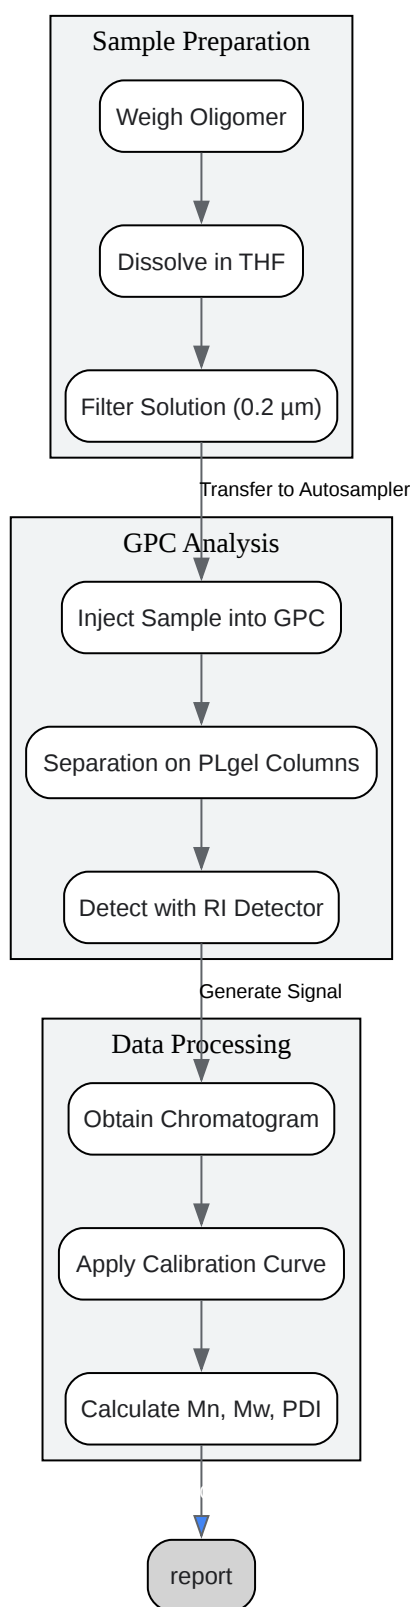 Sample Preparation
Weigh Oligomer
Dissolve in THF
Filter Solution (0.2 µm)
Transfer to Autosampler
GPC Analysis
Inject Sample into GPC
Separation on PLgel Columns
Detect with RI Detector
Generate Signal
Data Processing
Obtain Chromatogram
Apply Calibration Curve
Calculate Mn, Mw, PDI
report